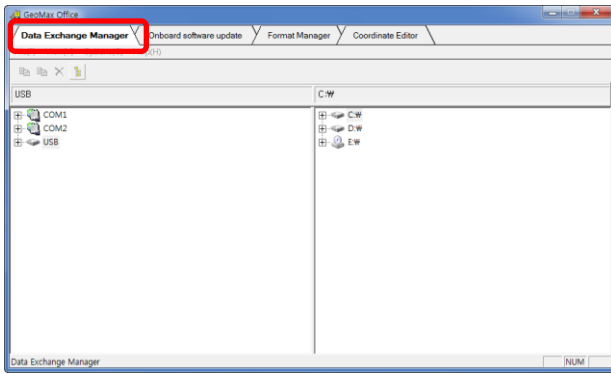 GeoMax Office
Data Exchange Manager Onboard software update Format Manager Coordinate Editor
(H)
USB C:₩
COM1 C:₩
COM2 D:₩
USB E:₩
Data Exchange Manager NUM